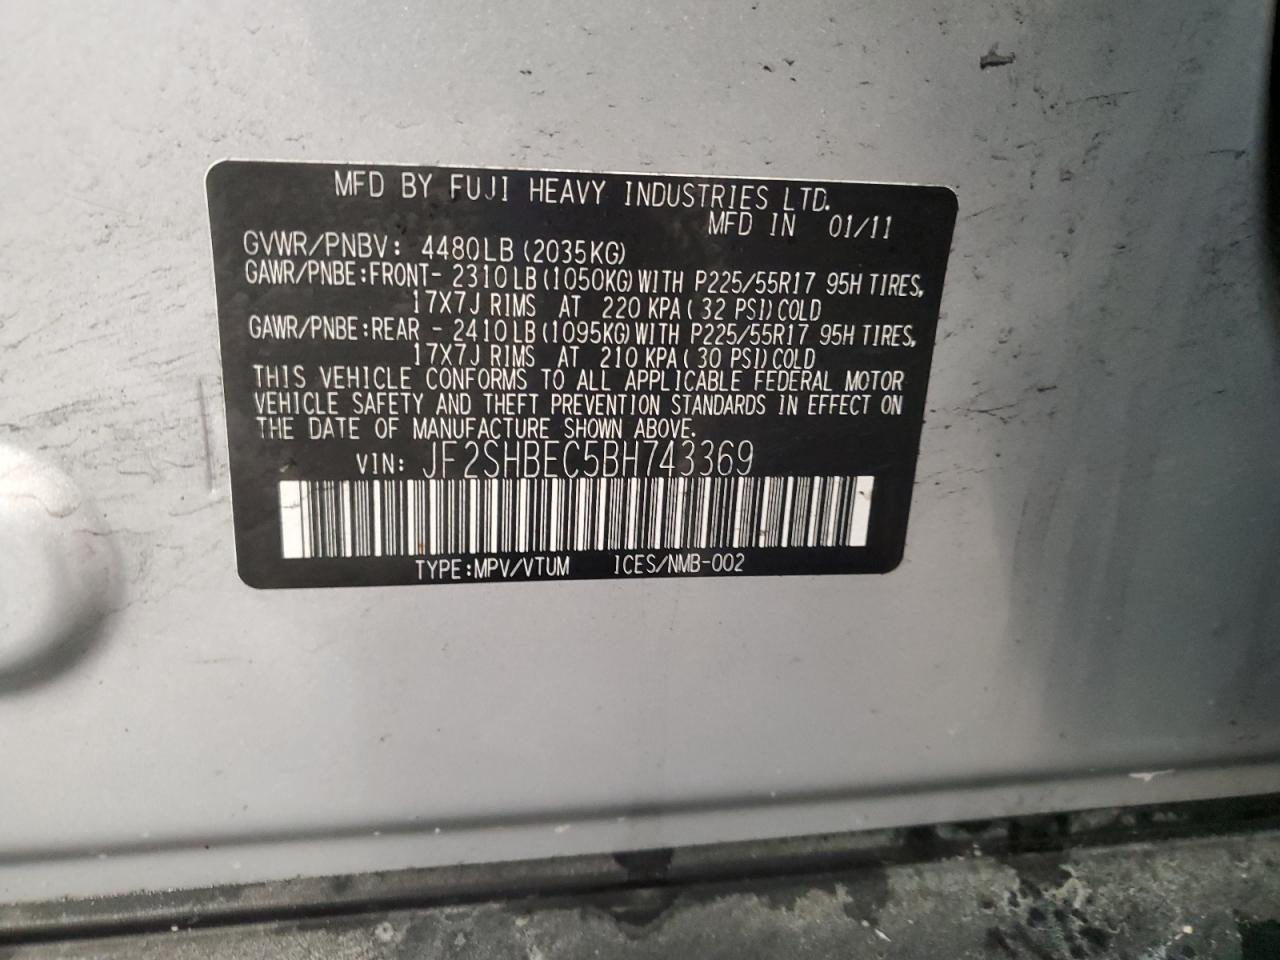 MFD BY FUJI HEAVY INDUSTRIES LTD.
MFD IN 01/11
GVWR/PNBV: 4480LB (2035KG)
GAWR/PNBE:FRONT- 2310LB(1050KG)WITH P225/55R17 95H TIRES,
17X7J RIMS AT 220 KPA( 32 PSI)COLD
GAWR/PNBE:REAR - 2410LB(1095KG)WITH P225/55R17 95H TIRES,
17X7J RIMS AT 210 KPA( 30 PSI)COLD
THIS VEHICLE CONFORMS TO ALL APPLICABLE FEDERAL MOTOR
VEHICLE SAFETY AND THEFT PREVENTION STANDARDS IN EFFECT ON
THE DATE OF MANUFACTURE SHOWN ABOVE.
VIN: JF2SHBEC5BH743369
TYPE:MPV/VTUM ICES/NMB-002